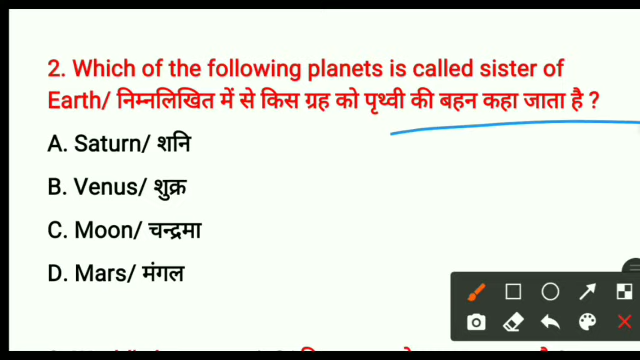 2. Which of the following planets is called sister of
Earth/ निम्नलिखित में से किस ग्रह को पृथ्वी की बहन कहा जाता है ?
A. Saturn/ शनि
B. Venus/ शुक्र
C. Moon/ चन्द्रमा
D. Mars/ मंगल